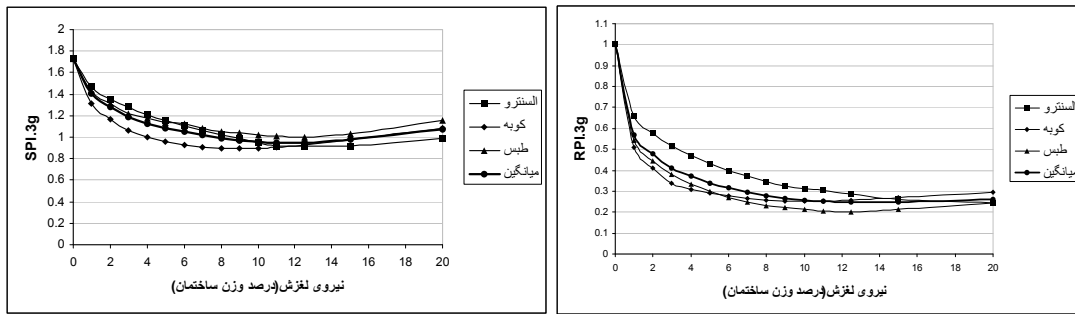 SPI.3g
2
1.8
1.6
1.4
1.2
1
0.8
0.6
0.4
0.2
0
0 2 4 6 8 10 12 14 16 18 20
نیروی لغزش(درصد وزن ساختمان)
السنترو
کوبه
طبس
میانگین
RPI.3g
1.1
1
0.9
0.8
0.7
0.6
0.5
0.4
0.3
0.2
0.1
0
0 2 4 6 8 10 12 14 16 18 20
نیروی لغزش(درصد وزن ساختمان)
السنترو
کوبه
طبس
میانگین